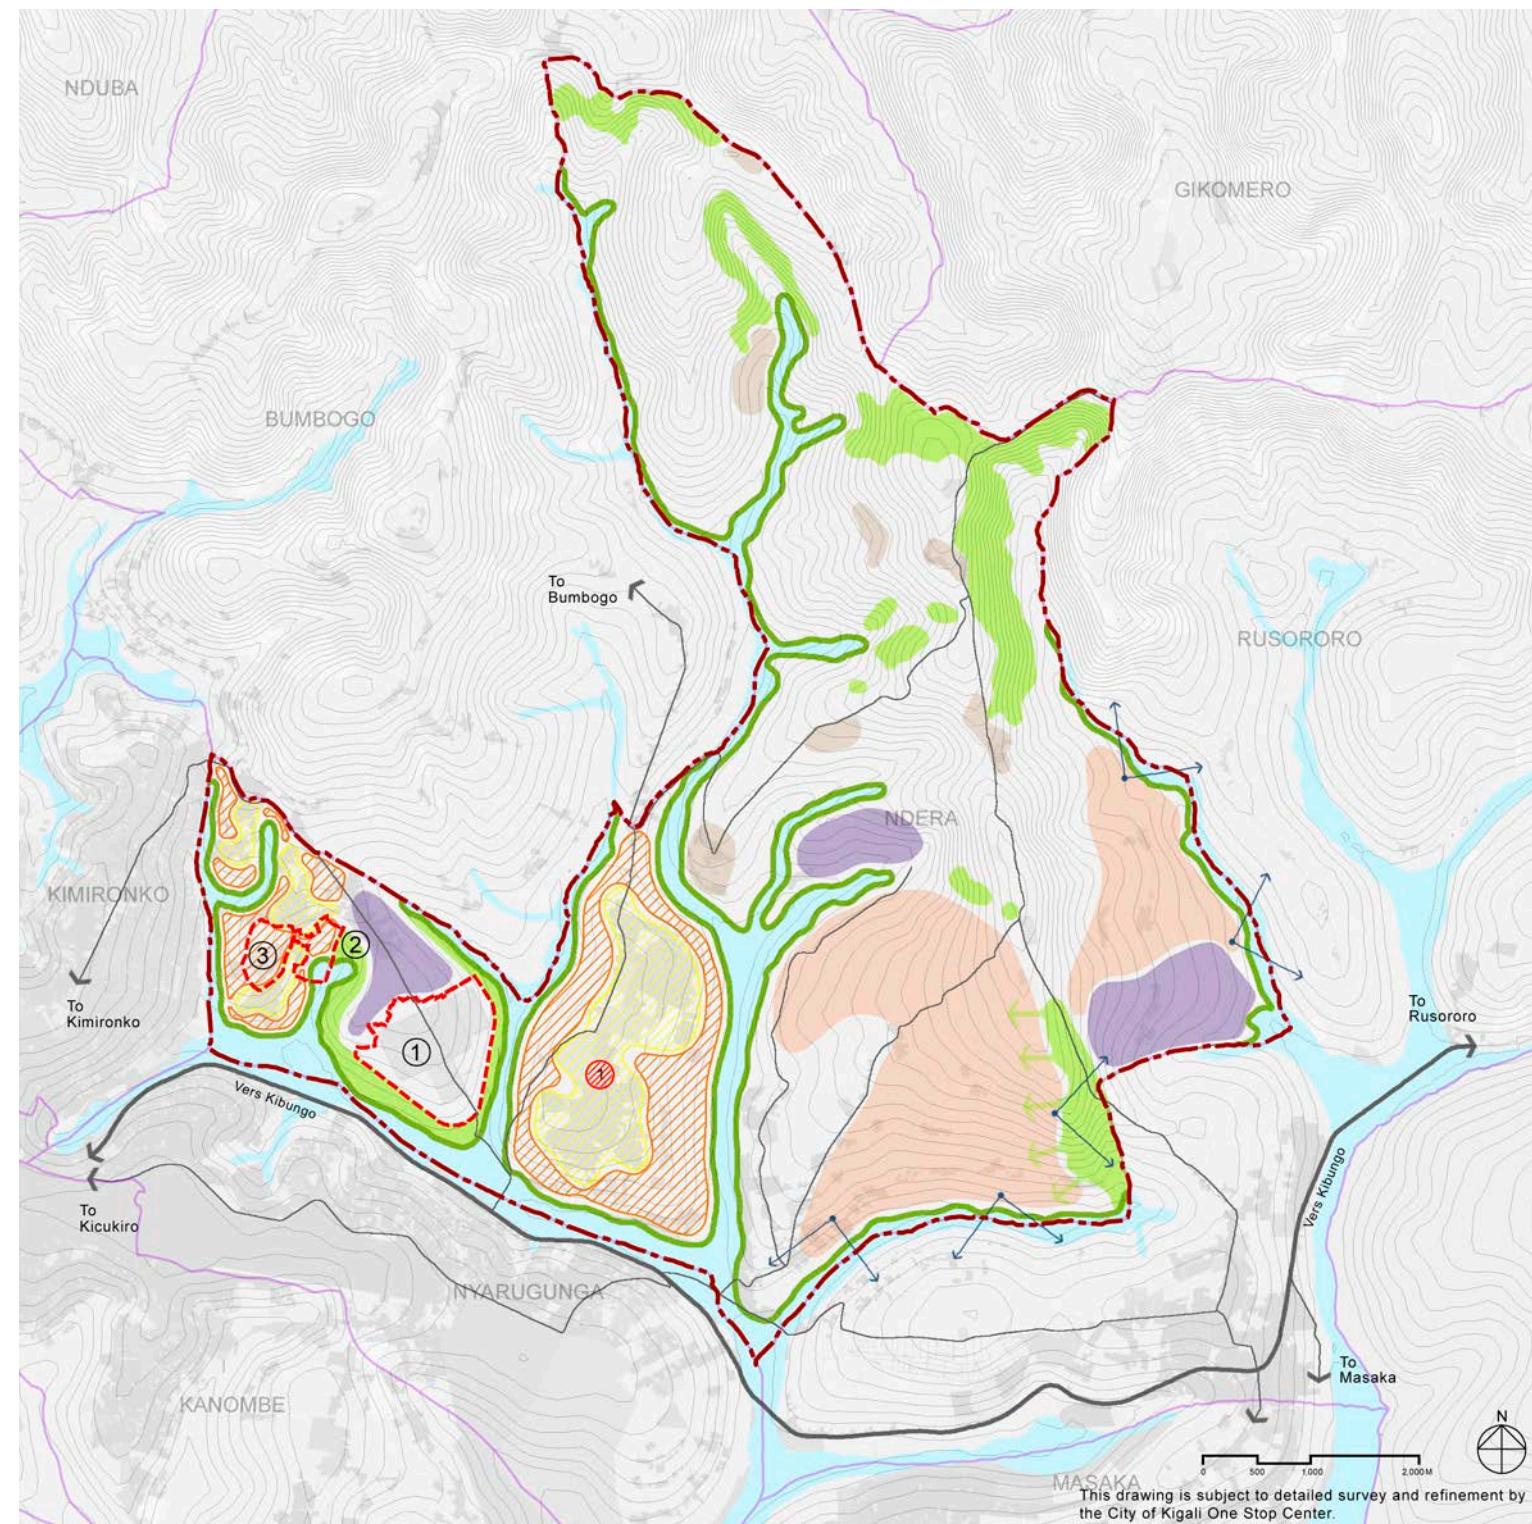 NDUBA
GIKOMERO
BUMBOGO
To
Bumbogo
RUSORORO
NDERA
KIMIRONKO
3
2
To
Kimironko
1
To
Rusororo
1
Vers Kibungo
To
Kicukiro
Vers Kibungo
NYARUGUNGA
To
Masaka
KANOMBE
N
0 500 1,000 2,000M
MASAKA
This drawing is subject to detailed survey and refinement by
the City of Kigali One Stop Center.